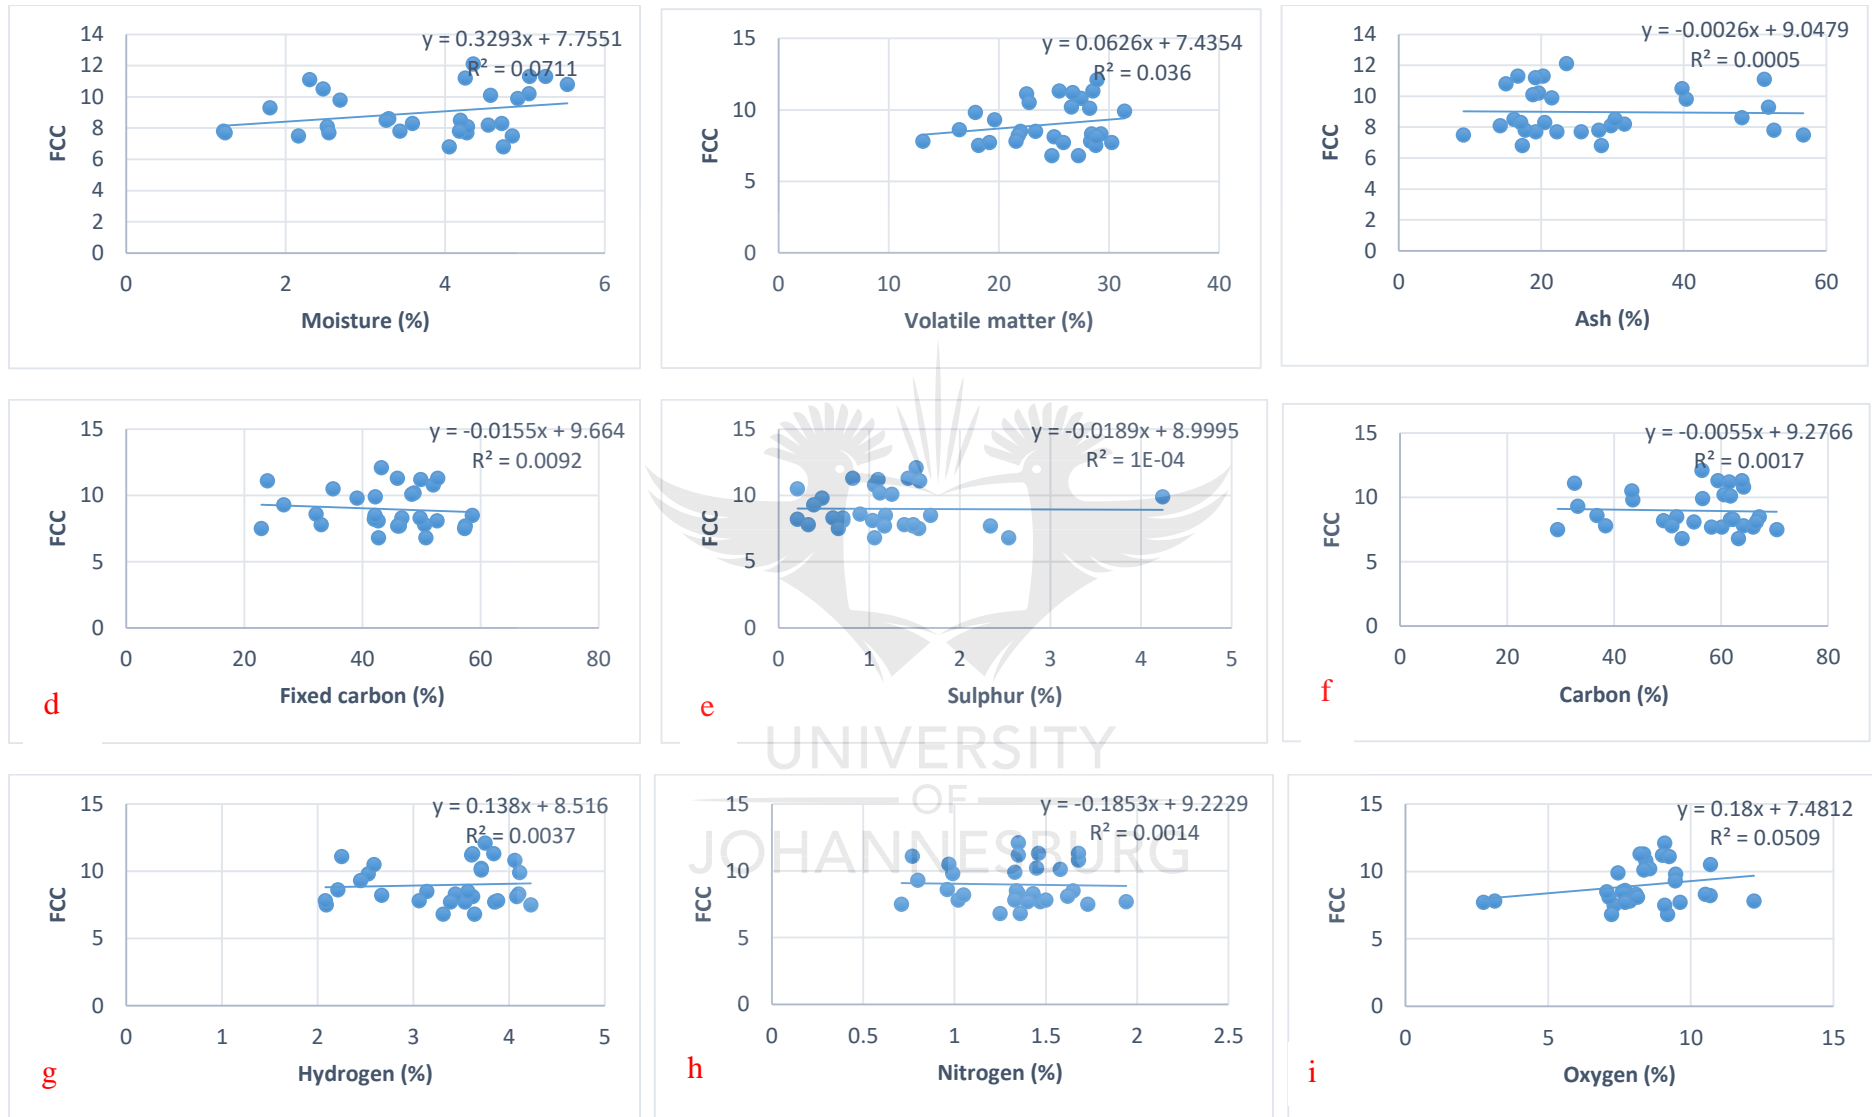 y = 0.3293x + 7.7551
R² = 0.0711
14
12
10
8
6
4
2
0
FCC
0 2 4 6
Moisture (%)
y = 0.0626x + 7.4354
R² = 0.036
15
10
5
0
FCC
0 10 20 30 40
Volatile matter (%)
y = -0.0026x + 9.0479
R² = 0.0005
14
12
10
8
6
4
2
0
FCC
0 20 40 60
Ash (%)
y = -0.0155x + 9.664
R² = 0.0092
15
10
5
0
FCC
0 20 40 60 80
Fixed carbon (%)
d
y = -0.0189x + 8.9995
R² = 1E-04
15
10
5
0
FCC
0 1 2 3 4 5
Sulphur (%)
e
y = -0.0055x + 9.2766
R² = 0.0017
15
10
5
0
FCC
0 20 40 60 80
Carbon (%)
f
UNIVERSITY
OF
JOHANNESBURG
y = 0.138x + 8.516
R² = 0.0037
15
10
5
0
FCC
0 1 2 3 4 5
Hydrogen (%)
g
y = -0.1853x + 9.2229
R² = 0.0014
15
10
5
0
FCC
0 0.5 1 1.5 2 2.5
Nitrogen (%)
h
y = 0.18x + 7.4812
R² = 0.0509
15
10
5
0
FCC
0 5 10 15
Oxygen (%)
i